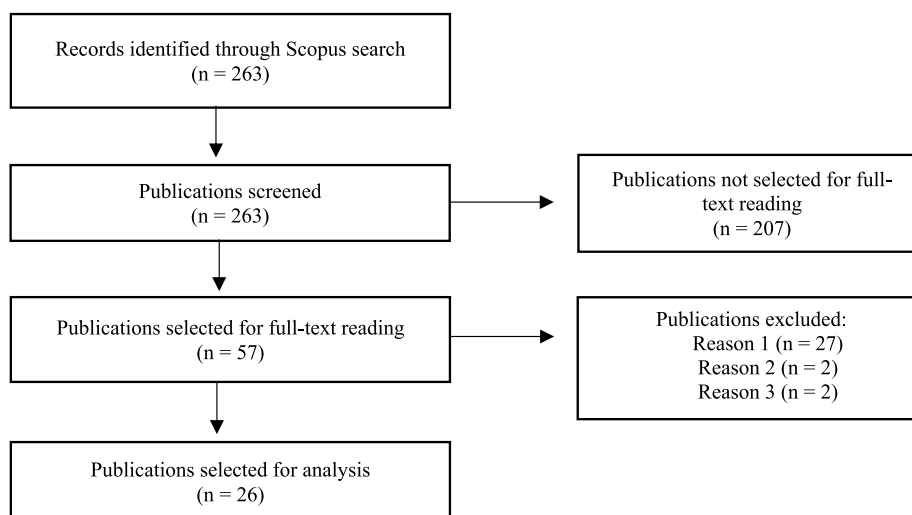 Records identified through Scopus search
(n = 263)
Publications screened
(n = 263)
Publications not selected for full-
text reading
(n = 207)
Publications selected for full-text reading
(n = 57)
Publications excluded:
Reason 1 (n = 27)
Reason 2 (n = 2)
Reason 3 (n = 2)
Publications selected for analysis
(n = 26)